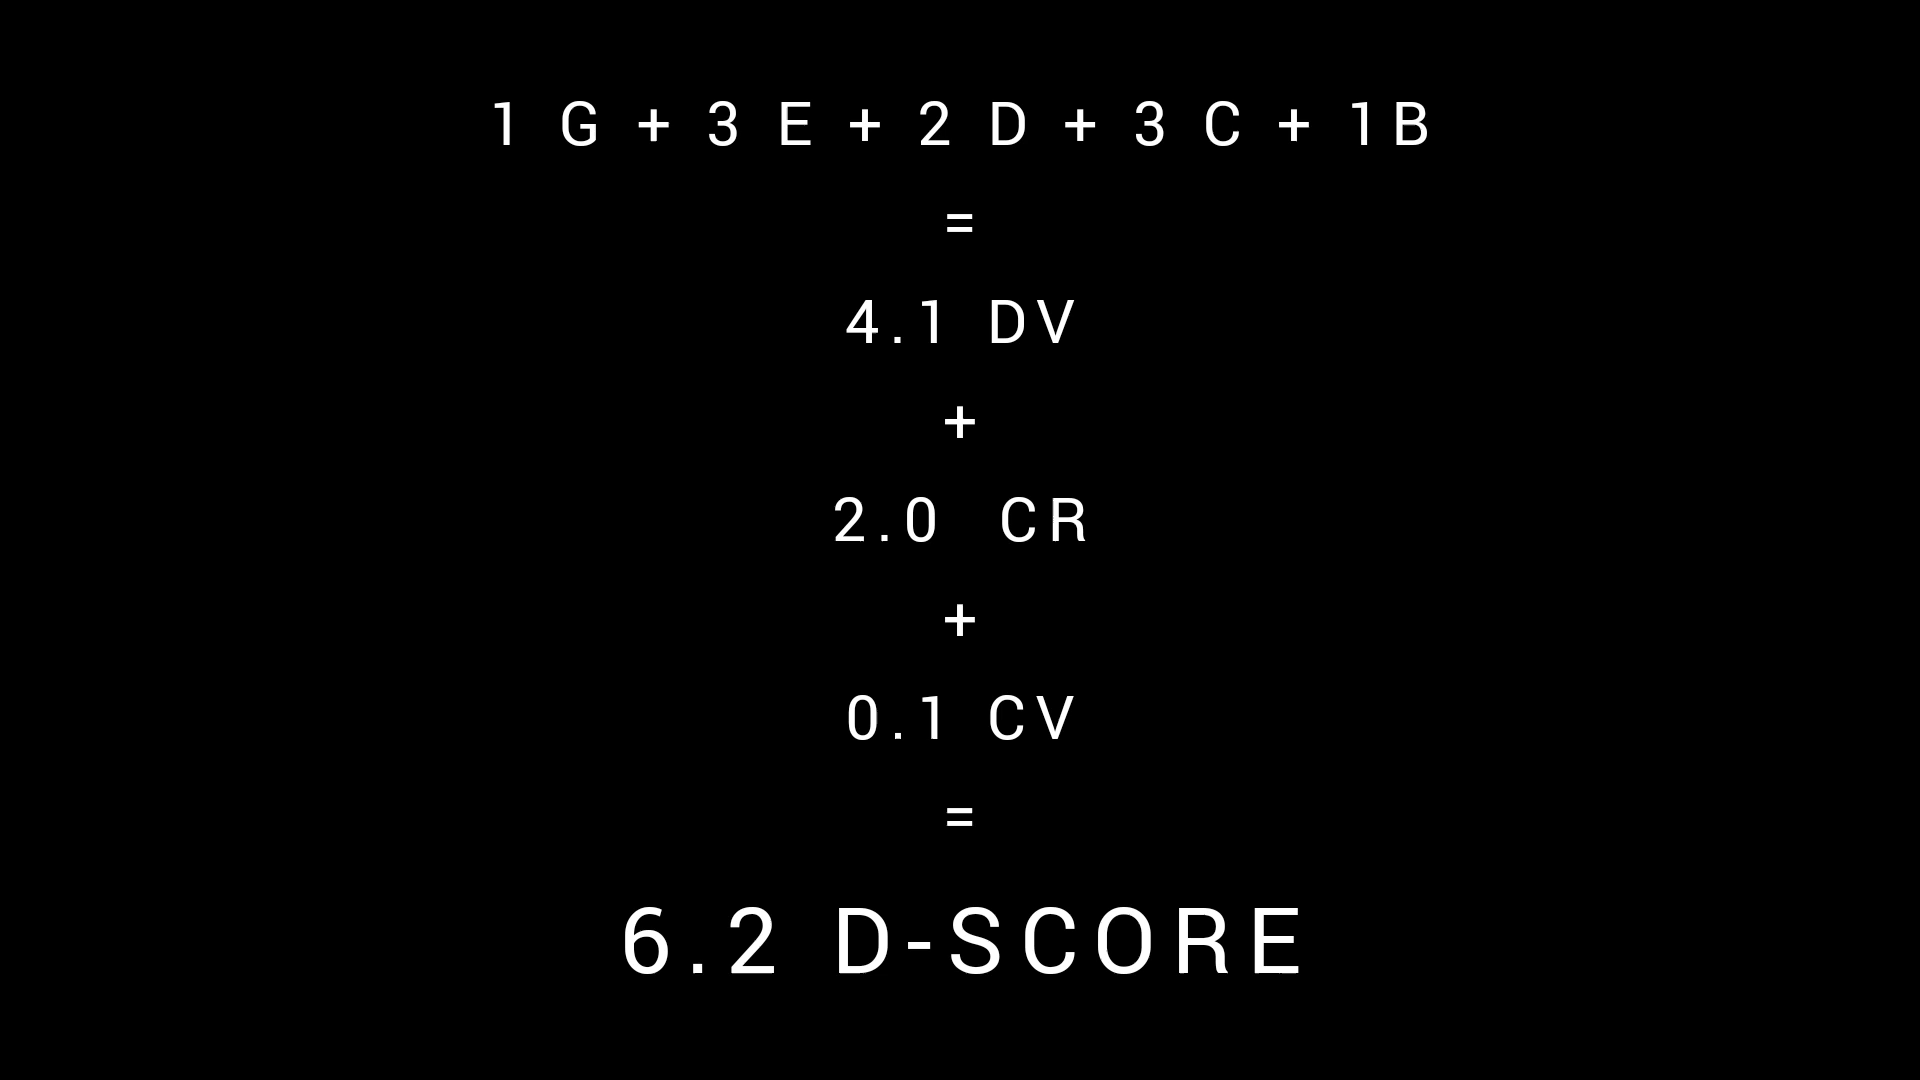 1 G + 3 E + 2 D + 3 C + 1B
=
4.1 DV
+
2.0 CR
+
0.1 CV
=
6.2 D-SCORE